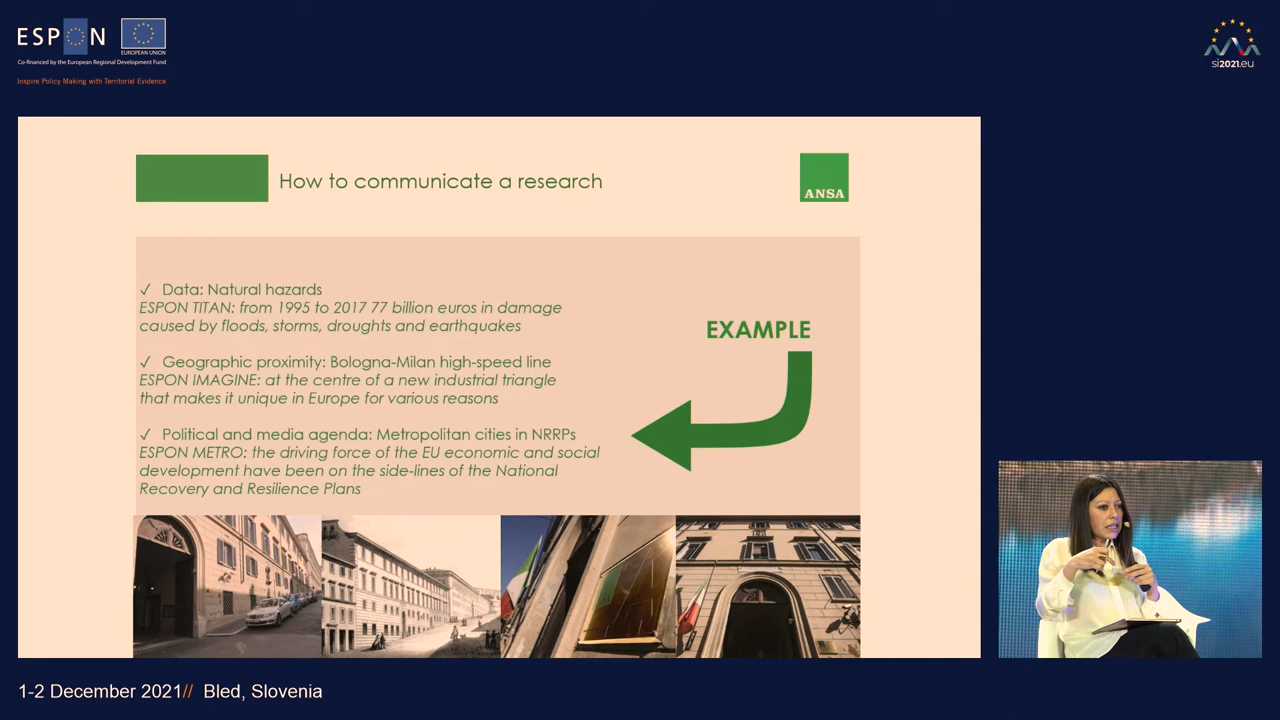 ESPON
EUROPEAN UNION
Co-financed by the European Regional Development Fund
Inspire Policy Making with Territorial Evidence
si2021.eu
How to communicate a research
ANSA
✓ Data: Natural hazards
ESPON TITAN: from 1995 to 2017 77 billion euros in damage
caused by floods, storms, droughts and earthquakes
EXAMPLE
✓ Geographic proximity: Bologna-Milan high-speed line
ESPON IMAGINE: at the centre of a new industrial triangle
that makes it unique in Europe for various reasons
✓ Political and media agenda: Metropolitan cities in NRRPs
ESPON METRO: the driving force of the EU economic and social
development have been on the side-lines of the National
Recovery and Resilience Plans
1-2 December 2021// Bled, Slovenia